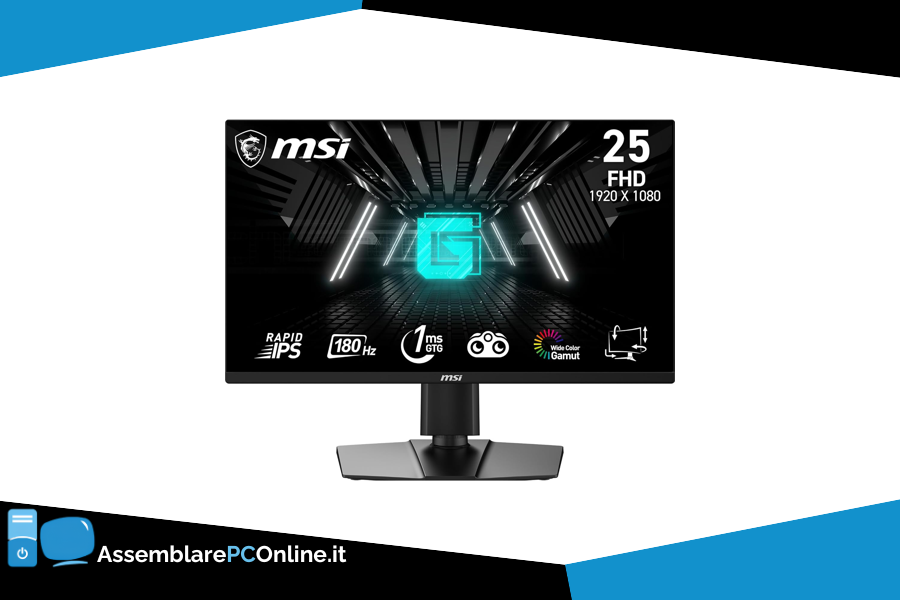 msi
25
FHD
1920 X 1080
RAPID
IPS
180Hz
1ms
GTG
Wide Color
Gamut
msi
AssemblarePCOnline.it